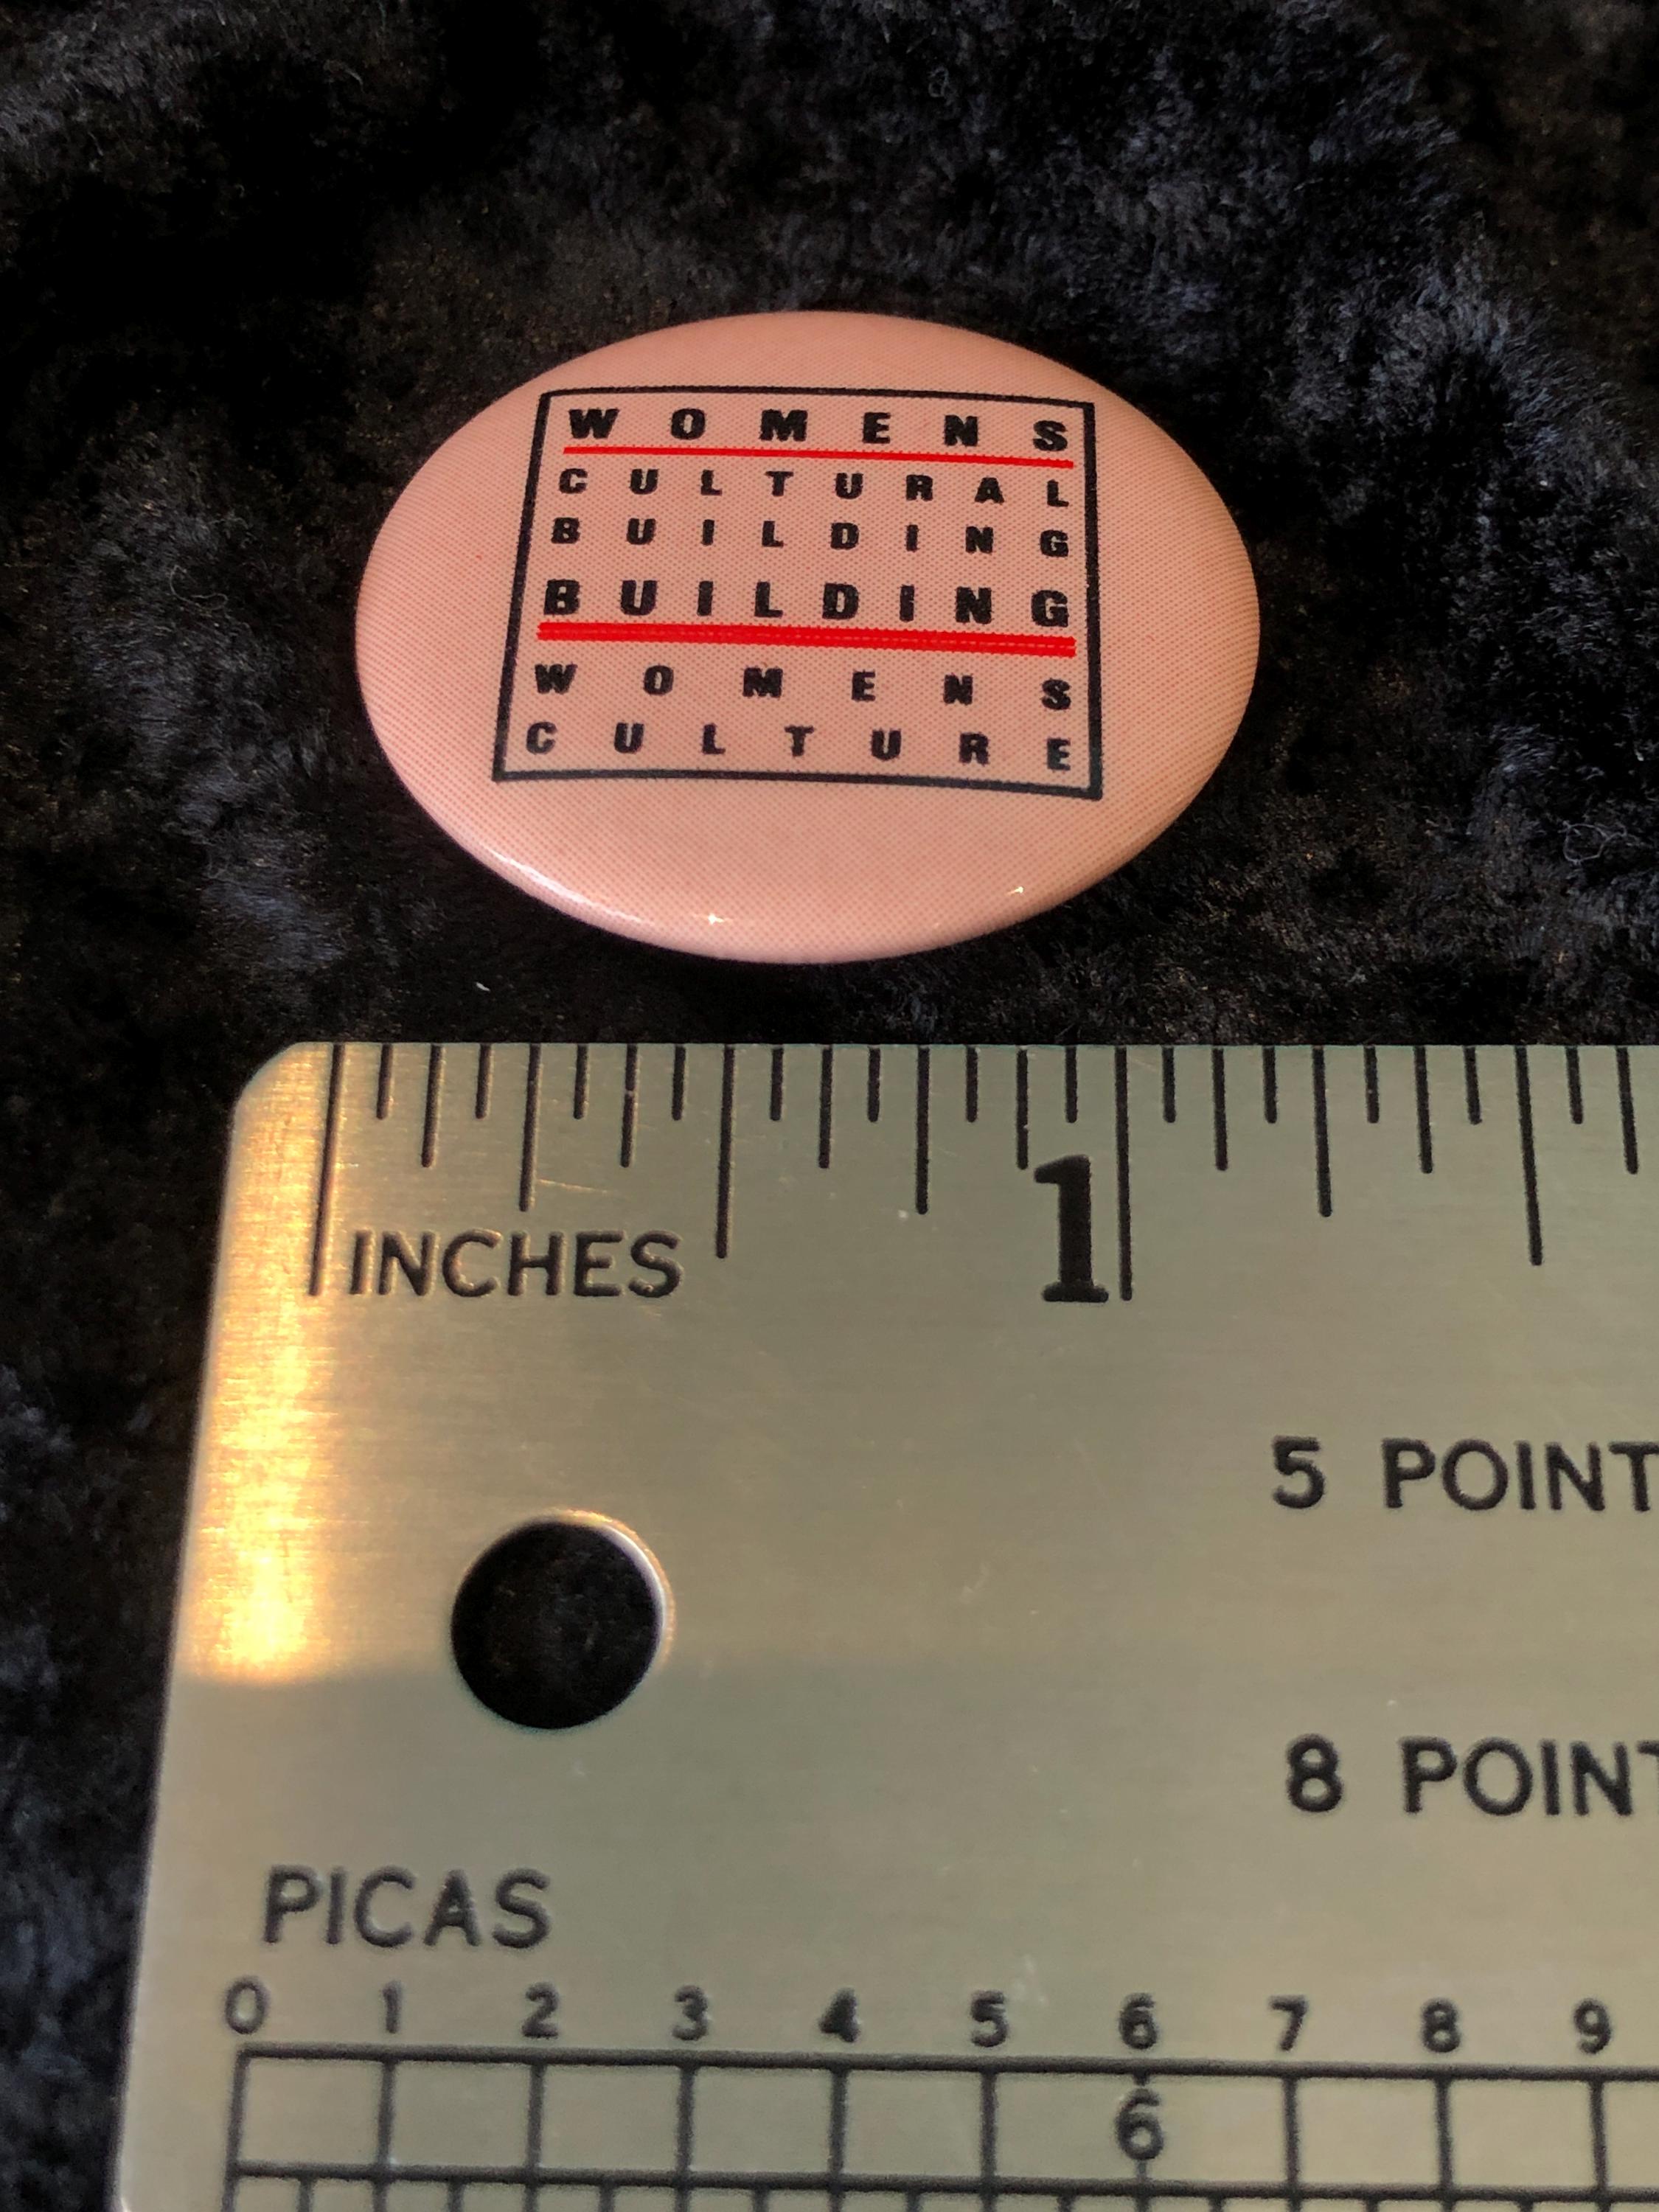 WOMENS
CULTURAL
BUILDING
BUILDING
WOMENS
CULTURE
INCHES
1
5 POINT
8 POINT
PICAS
0 1 2 3 4 5 6 7 8 9
6